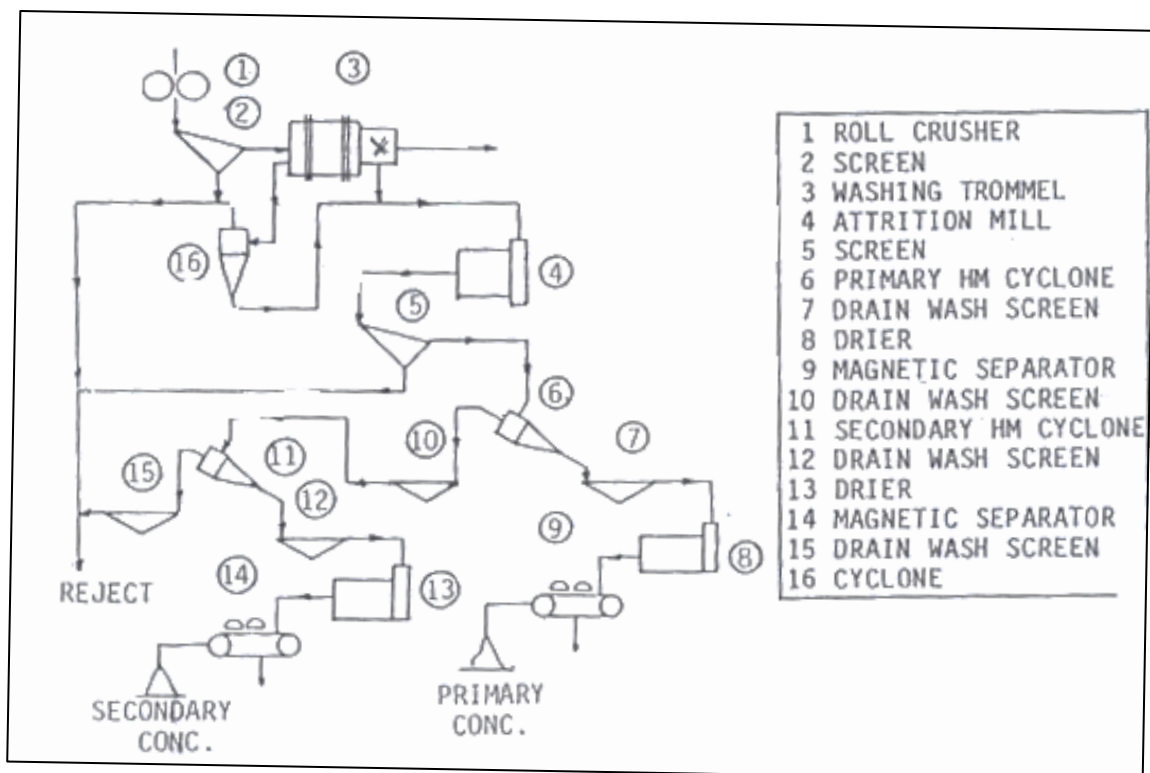 1
2
3
16
4
5
6
10
7
11
15
12
9
8
14
13
REJECT
SECONDARY
CONC.
PRIMARY
CONC.
1 ROLL CRUSHER
2 SCREEN
3 WASHING TROMMEL
4 ATTRITION MILL
5 SCREEN
6 PRIMARY HM CYCLONE
7 DRAIN WASH SCREEN
8 DRIER
9 MAGNETIC SEPARATOR
10 DRAIN WASH SCREEN
11 SECONDARY HM CYCLONE
12 DRAIN WASH SCREEN
13 DRIER
14 MAGNETIC SEPARATOR
15 DRAIN WASH SCREEN
16 CYCLONE